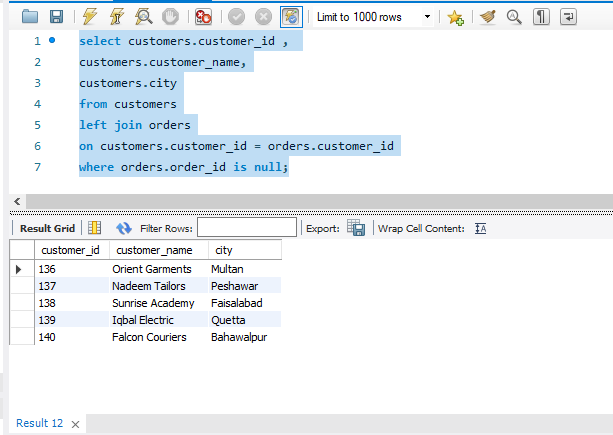 Limit to 1000 rows
1 select customers.customer_id ,
2 customers.customer_name,
3 customers.city
4 from customers
5 left join orders
6 on customers.customer_id = orders.customer_id
7 where orders.order_id is null;
Result Grid Filter Rows: Export: Wrap Cell Content:
customer_id customer_name city
136 Orient Garments Multan
137 Nadeem Tailors Peshawar
138 Sunrise Academy Faisalabad
139 Iqbal Electric Quetta
140 Falcon Couriers Bahawalpur
Result 12